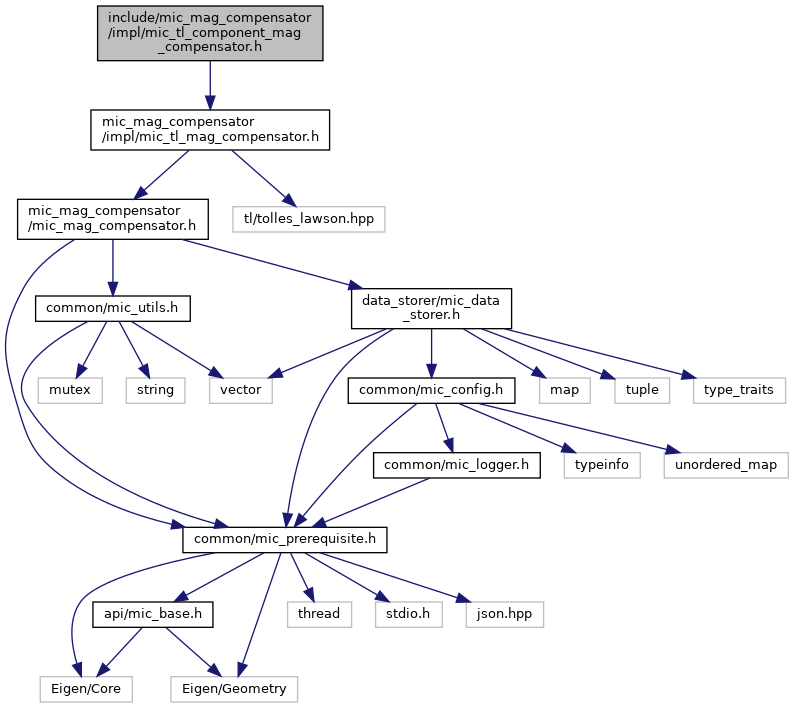 include/mic_mag_compensator
/impl/mic_tl_component_mag
_compensator.h
mic_mag_compensator
/impl/mic_tl_mag_compensator.h
mic_mag_compensator
/mic_mag_compensator.h
tl/tolles_lawson.hpp
common/mic_utils.h
data_storer/mic_data
_storer.h
mutex
string
vector
common/mic_config.h
map
tuple
type_traits
common/mic_logger.h
typeinfo
unordered_map
common/mic_prerequisite.h
api/mic_base.h
thread
stdio.h
json.hpp
Eigen/Core
Eigen/Geometry